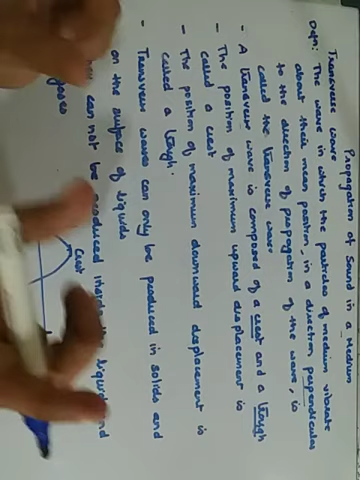 Propagation of Sound in a Medium
Transverse wave
Defn: The wave in which the particles of medium vibrate
about their mean position, in a direction perpendicular
to the direction of propagation of the wave, is
called the transverse wave
- A transverse wave is composed of a crest and a trough
- The position of maximum upward displacement is
called a crest
- The position of maximum downward displacement is
called a trough.
- Transverse waves can only be produced in solids and
on the surface of liquids
can not be produced inside the liquid and
gases
Crest